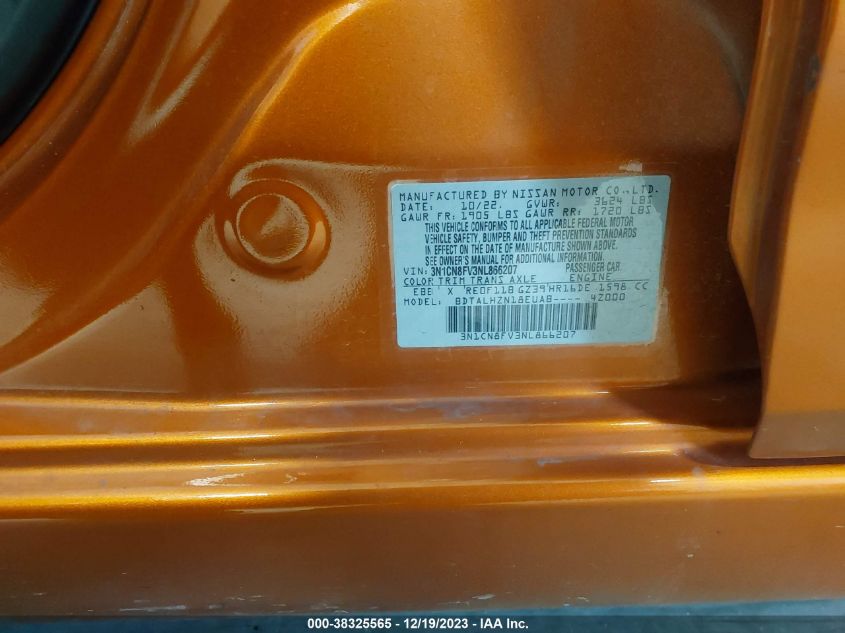 MANUFACTURED BY NISSAN MOTOR CO.,LTD.
DATE: 10/22. GVWR: 3624 LBS
GAWR FR: 1905 LBS GAWR RR: 1720 LBS
THIS VEHICLE CONFORMS TO ALL APPLICABLE FEDERAL MOTOR
VEHICLE SAFETY, BUMPER AND THEFT PREVENTION STANDARDS
IN EFFECT ON THE DATE OF MANUFACTURE SHOWN ABOVE.
SEE OWNER'S MANUAL FOR ADDITIONAL INFORMATION.
VIN: 3N1CN8FV3NL866207 PASSENGER CAR
COLOR TRIM TRANS AXLE ENGINE
EBB X RE0F11B GZ39 HR16DE 1598 CC
MODEL: BDTALHZN18EUAB---- 4Z000
3N1CN8FV3NL866207
000-38325565 - 12/19/2023 - IAA Inc.